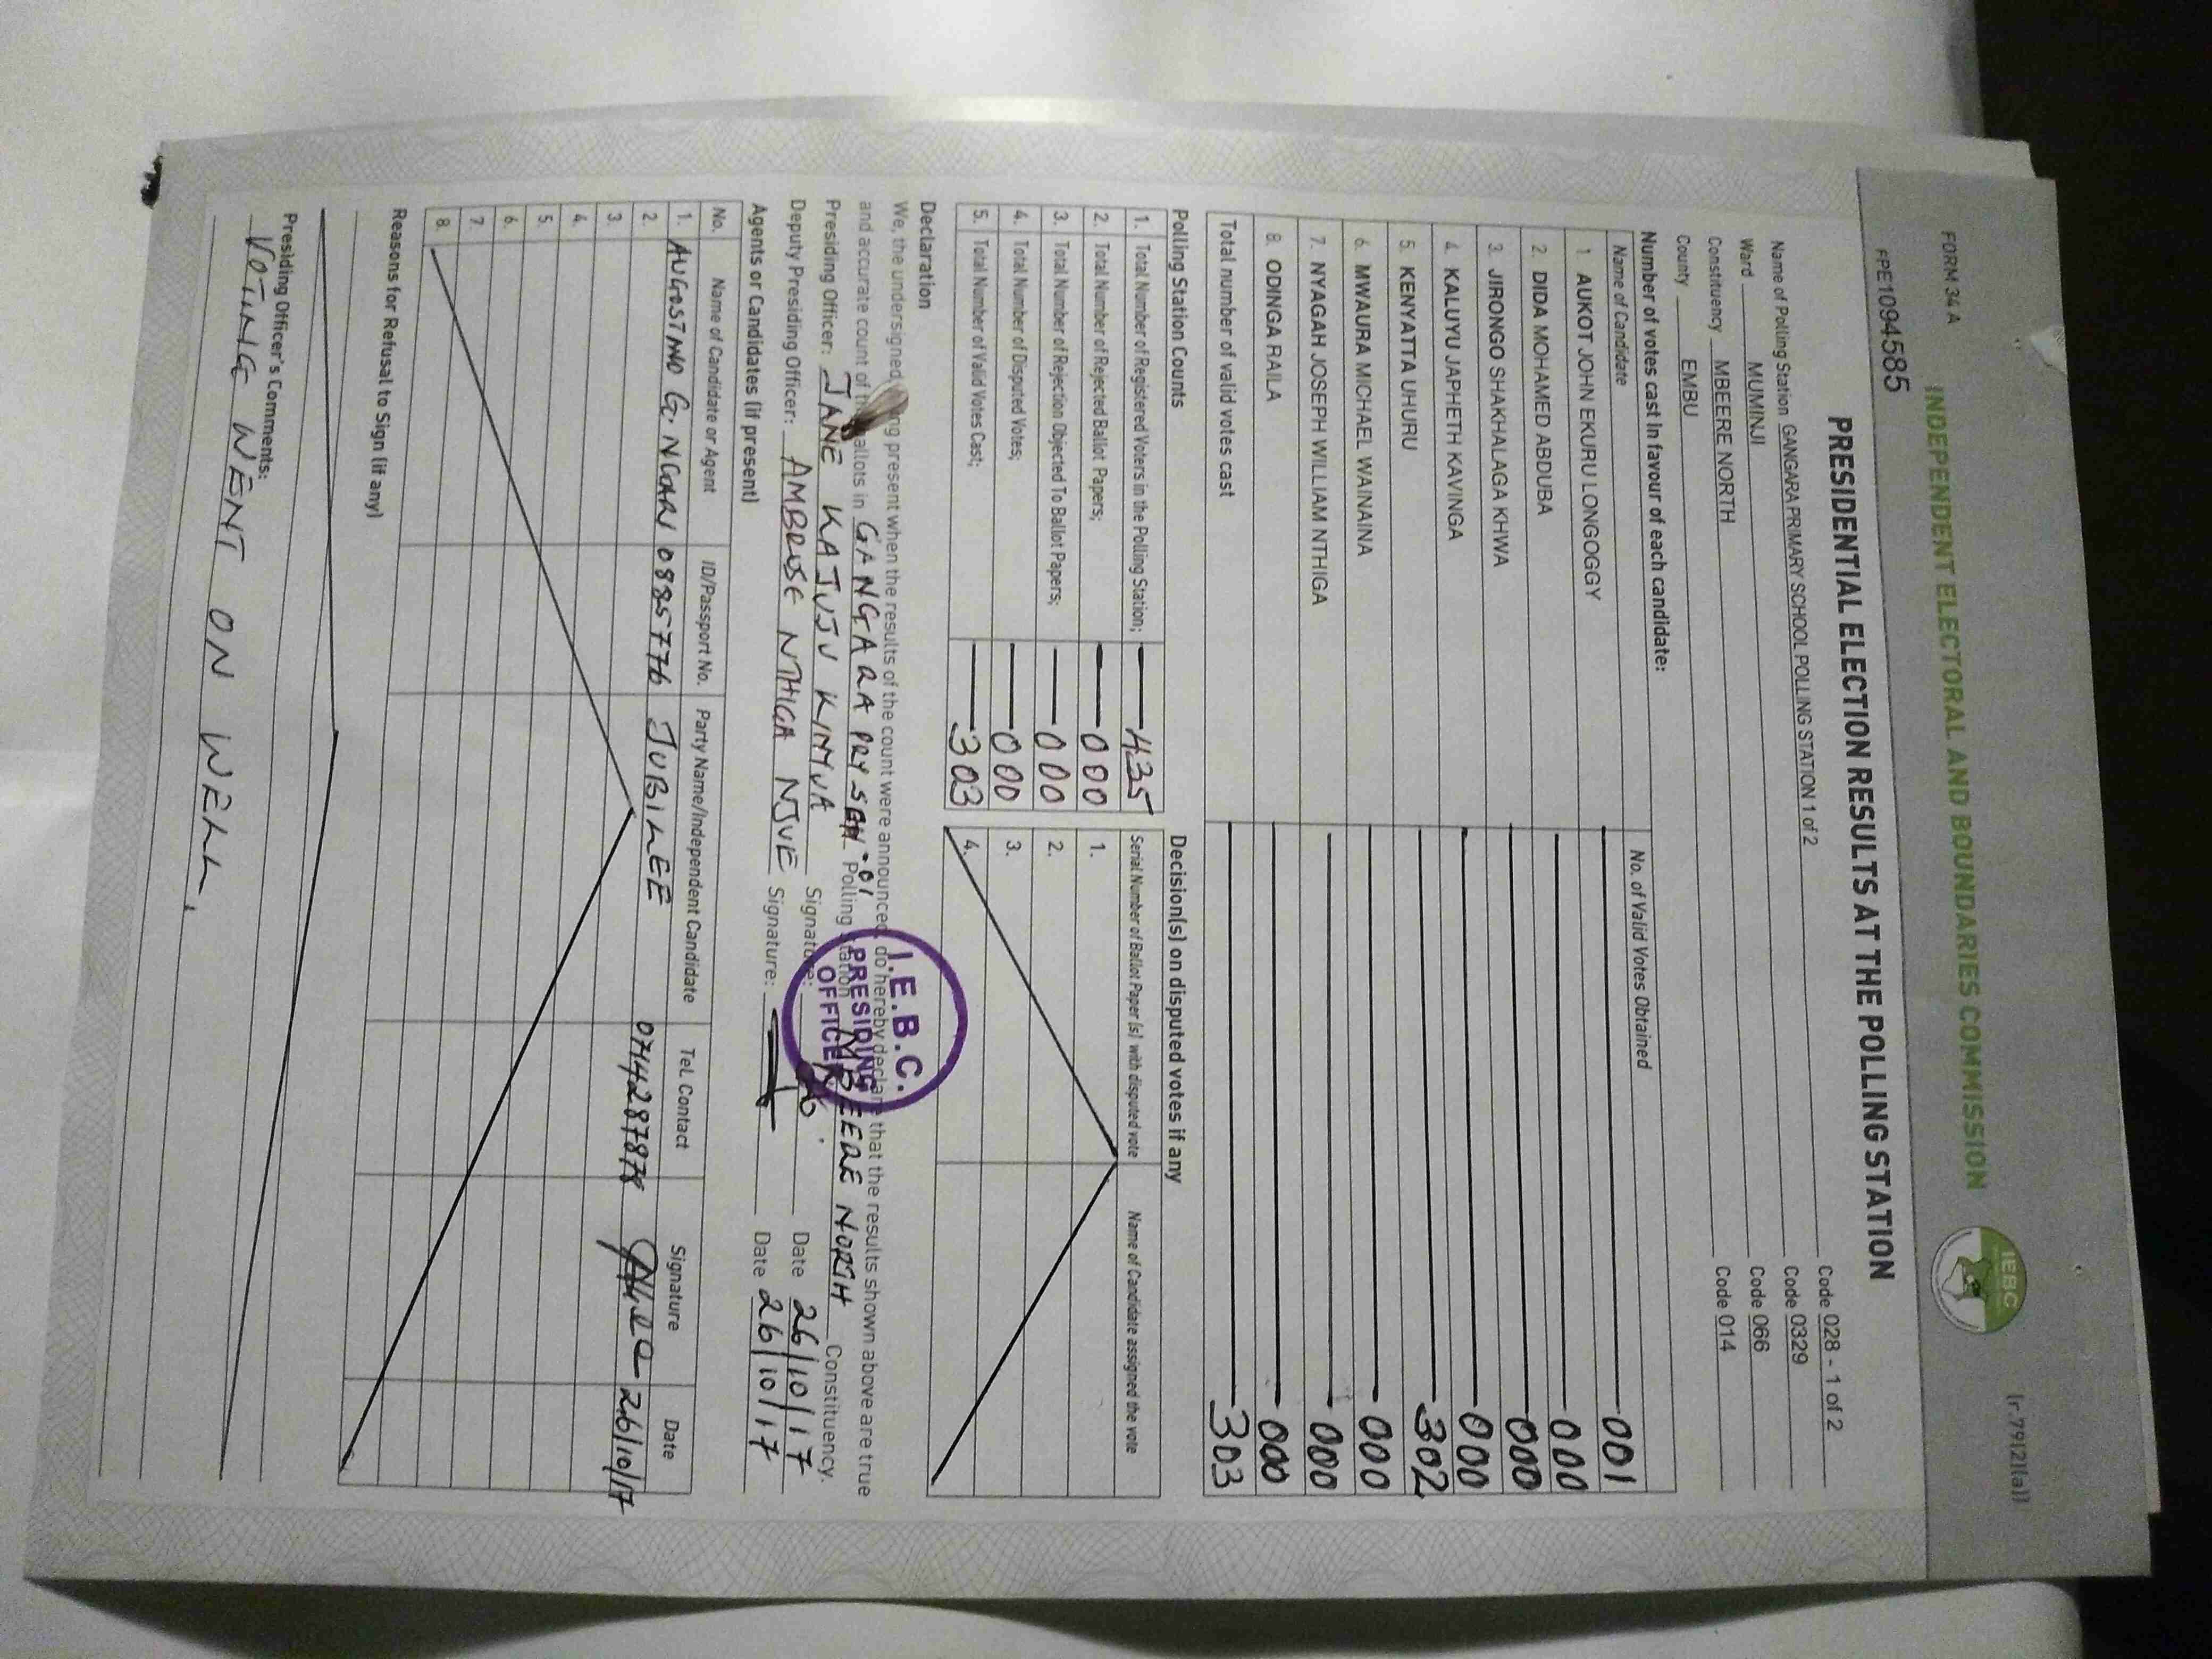 FORM 34 A
(r.79(2)(a))
INDEPENDENT ELECTORAL AND BOUNDARIES COMMISSION
IEBC
PPE1094585
PRESIDENTIAL ELECTION RESULTS AT THE POLLING STATION
Name of Polling Station GANGARA PRIMARY SCHOOL POLLING STATION 1 of 2 Code 028 - 1 of 2
Ward MUMINJI Code 0329
Constituency MBEERE NORTH Code 066
County EMBU Code 014
Number of votes cast in favour of each candidate:
Name of Candidate No. of Valid Votes Obtained
1 AUKOT JOHN EKURU LONGOGGY 001
2. DIDA MOHAMED ABDUBA 000
3. JIRONGO SHAKHALAGA KHWA 000
4. KALUYU JAPHETH KAVINGA 000
5. KENYATTA UHURU 302
6. MWAURA MICHAEL WAINAINA 000
7. NYAGAH JOSEPH WILLIAM NTHIGA 000
8. ODINGA RAILA 000
Total number of valid votes cast 303
Polling Station Counts
1. Total Number of Registered Voters in the Polling Station; 435
2. Total Number of Rejected Ballot Papers; 000
3. Total Number of Rejection Objected To Ballot Papers; 000
4. Total Number of Disputed Votes; 000
5. Total Number of Valid Votes Cast; 303
Decision(s) on disputed votes if any
Serial Number of Ballot Paper (s) with disputed vote Name of Candidate assigned the vote
1.
2.
3.
4.
Declaration
We, the undersigned being present when the results of the count were announced, do hereby declare that the results shown above are true
and accurate count of the ballots in GANGARA PRY SCH - 01 Polling Station MBEERE NORTH Constituency.
Presiding Officer: JANE KAJUJU KINYUA Signature: Date 26/10/17
Deputy Presiding Officer: AMBROSE NTHIGA NJUE Signature: Date 26/10/17
I.E.B.C.
PRESIDING
OFFICER
Agents or Candidates (if present)
No. Name of Candidate or Agent ID/Passport No. Party Name/Independent Candidate Tel. Contact Signature Date
1. AUGOSTINO G. NGARI 0885776 JUBILEE 0714287878 26/10/17
2.
3.
4.
5.
6.
7.
8.
Reasons for Refusal to Sign (if any)
Presiding Officer's Comments:
VOTING WENT ON WELL.